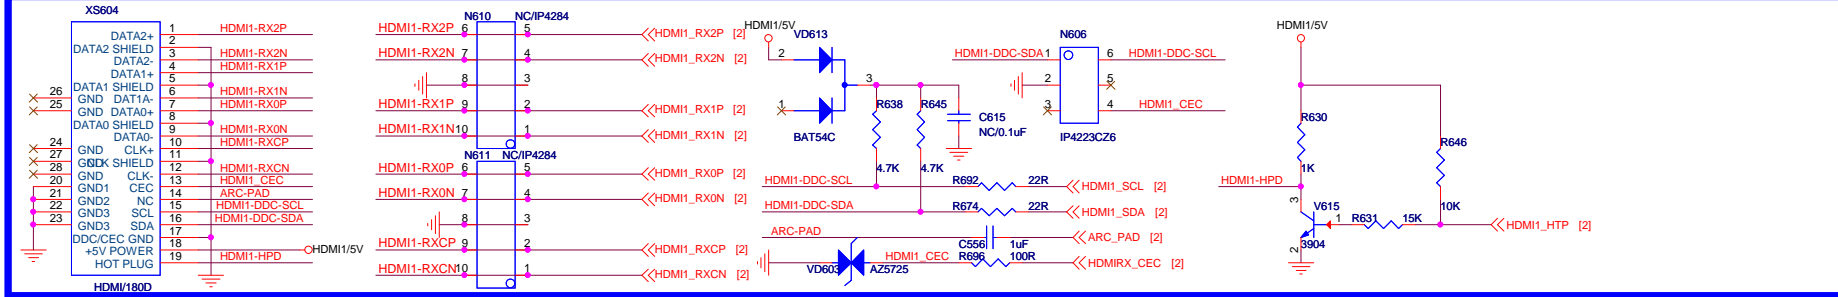 XS604
DATA2+ 1 HDMI1-RX2P
DATA2 SHIELD 2
DATA2- 3 HDMI1-RX2N
DATA1+ 4 HDMI1-RX1P
DATA1 SHIELD 5
26 GND DAT1A- 6 HDMI1-RX1N
25 GND DATA0+ 7 HDMI1-RX0P
DATA0 SHIELD 8
DATA0- 9 HDMI1-RX0N
24 GND CLK+ 10 HDMI1-RXCP
27 GND CLK SHIELD 11
28 GND CLK- 12 HDMI1-RXCN
20 GND1 CEC 13 HDMI1_CEC
21 GND2 NC 14 ARC-PAD
22 GND3 SCL 15 HDMI1-DDC-SCL
23 GND3 SDA 16 HDMI1-DDC-SDA
DDC/CEC GND 17
+5V POWER 18 HDMI1/5V
HOT PLUG 19 HDMI1-HPD
HDMI/180D
N610 NC/IP4284
HDMI1-RX2P 6 5 HDMI1_RX2P [2]
HDMI1-RX2N 7 4 HDMI1_RX2N [2]
8 3
HDMI1-RX1P 9 2 HDMI1_RX1P [2]
HDMI1-RX1N 10 1 HDMI1_RX1N [2]
N611 NC/IP4284
HDMI1-RX0P 6 5 HDMI1_RX0P [2]
HDMI1-RX0N 7 4 HDMI1_RX0N [2]
8 3
HDMI1-RXCP 9 2 HDMI1_RXCP [2]
HDMI1-RXCN 10 1 HDMI1_RXCN [2]
HDMI1/5V
VD613
2
3
1
BAT54C
R638
4.7K
R645
4.7K
C615
NC/0.1uF
HDMI1-DDC-SCL R692 22R HDMI1_SCL [2]
HDMI1-DDC-SDA R674 22R HDMI1_SDA [2]
ARC-PAD C556 1uF ARC_PAD [2]
VD603 AZ5725 HDMI1_CEC R696 100R HDMIRX_CEC [2]
N606
HDMI1-DDC-SDA 1 6 HDMI1-DDC-SCL
2 5
3 4 HDMI1_CEC
IP4223CZ6
HDMI1/5V
R630
1K
R646
10K
HDMI1-HPD
3
V615
1
R631 15K HDMI1_HTP [2]
2
3904